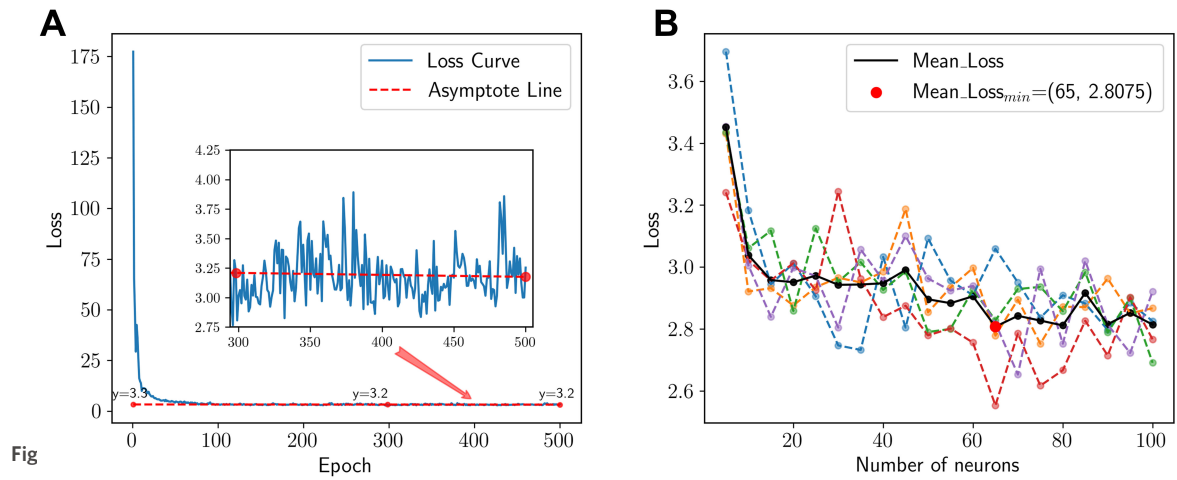 A
B
Loss
175
150
125
100
75
50
25
0
Loss Curve
Asymptote Line
4.25
4.00
3.75
3.50
3.25
3.00
2.75
300
350
400
450
500
y=3.3
y=3.2
y=3.2
0
100
200
300
400
500
Epoch
Loss
3.6
3.4
3.2
3.0
2.8
2.6
Mean_Loss
Mean_Loss_min=(65, 2.8075)
20
40
60
80
100
Number of neurons
Fig